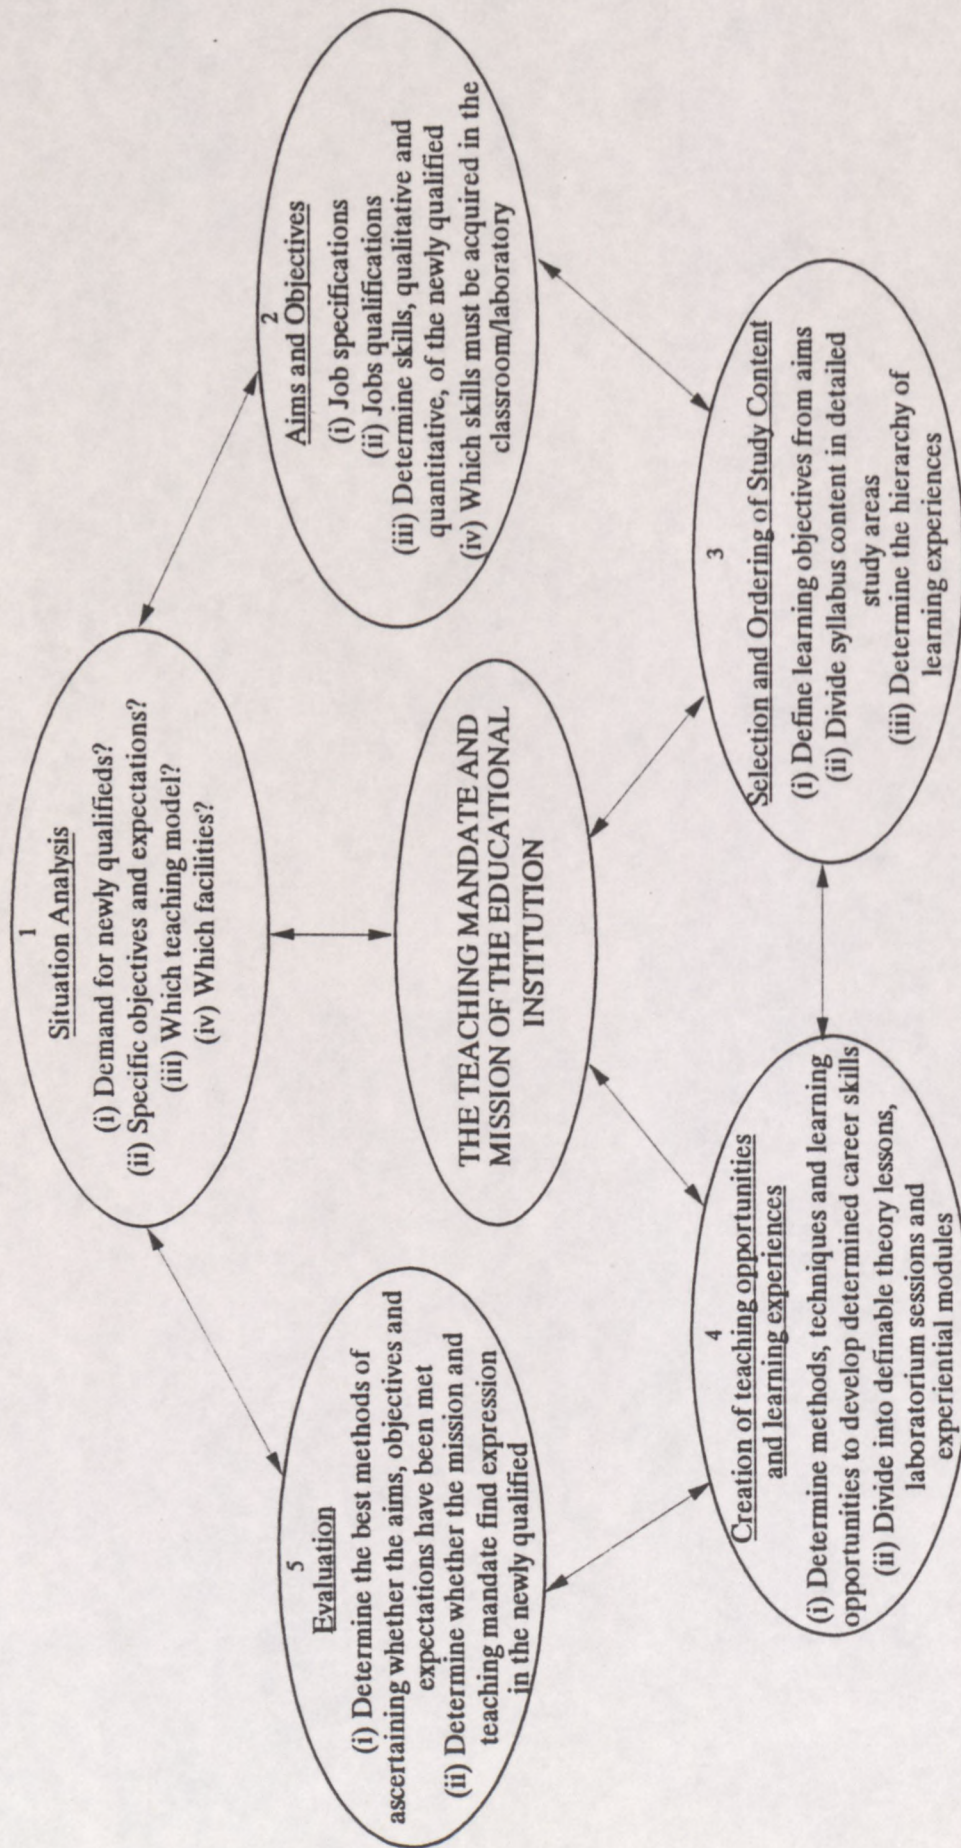 1
Situation Analysis
(i) Demand for newly qualifieds?
(ii) Specific objectives and expectations?
(iii) Which teaching model?
(iv) Which facilities?
2
Aims and Objectives
(i) Job specifications
(ii) Jobs qualifications
(iii) Determine skills, qualitative and
quantitative, of the newly qualified
(iv) Which skills must be acquired in the
classroom/laboratory
3
Selection and Ordering of Study Content
(i) Define learning objectives from aims
(ii) Divide syllabus content in detailed
study areas
(iii) Determine the hierarchy of
learning experiences
4
Creation of teaching opportunities
and learning experiences
(i) Determine methods, techniques and learning
opportunities to develop determined career skills
(ii) Divide into definable theory lessons,
laboratorium sessions and
experiential modules
5
Evaluation
(i) Determine the best methods of
ascertaining whether the aims, objectives and
expectations have been met
(ii) Determine whether the mission and
teaching mandate find expression
in the newly qualified
THE TEACHING MANDATE AND
MISSION OF THE EDUCATIONAL
INSTITUTION